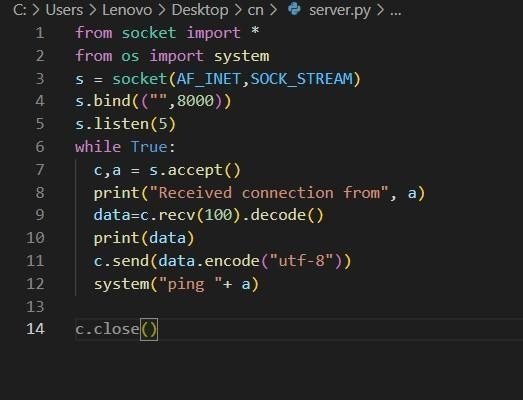 C: > Users > Lenovo > Desktop > cn > server.py > ...
1 from socket import *
2 from os import system
3 s = socket(AF_INET,SOCK_STREAM)
4 s.bind(("",8000))
5 s.listen(5)
6 while True:
7   c,a = s.accept()
8   print("Received connection from", a)
9   data=c.recv(100).decode()
10   print(data)
11   c.send(data.encode("utf-8"))
12   system("ping "+ a)
13
14 c.close()